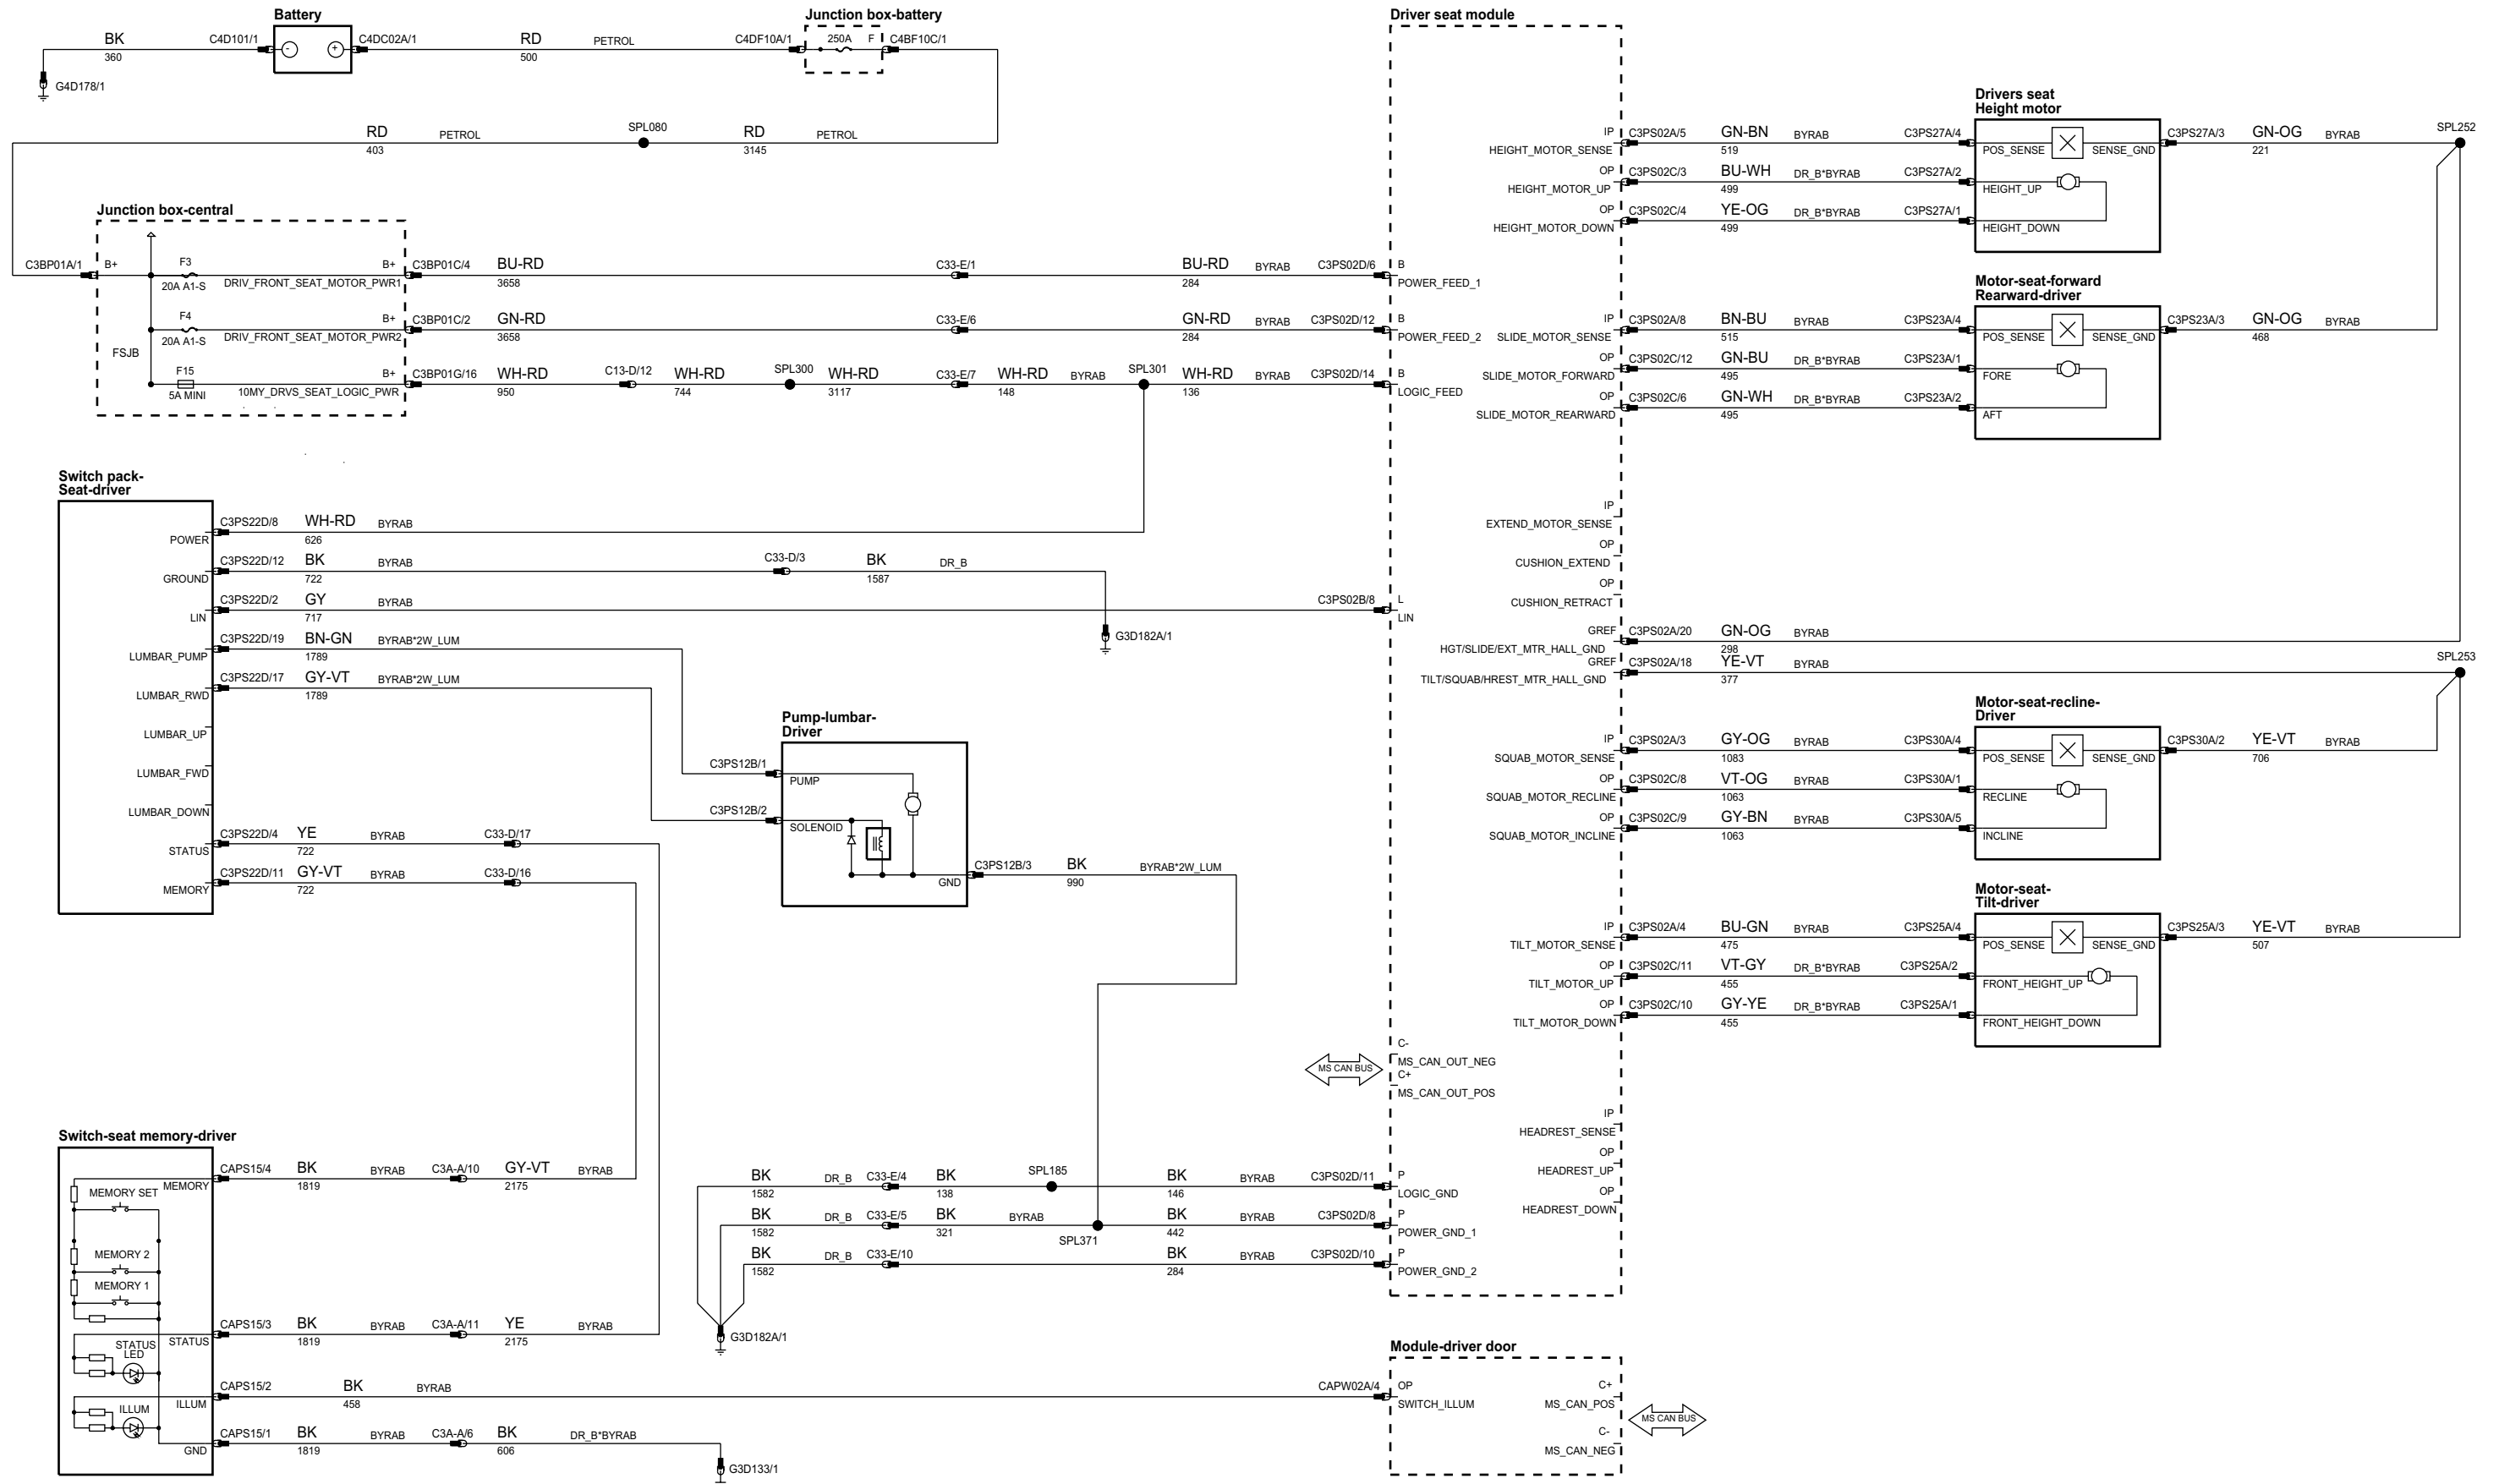 Battery
Junction box-battery
Driver seat module
BK
C4D101/1
-
+
C4DC02A/1
RD
PETROL
C4DF10A/1
250A
F
C4BF10C/1
360
500
G4D178/1
RD
PETROL
SPL080
RD
PETROL
403
3145
Drivers seat
Height motor
IP
C3PS02A/5
GN-BN
BYRAB
C3PS27A/4
C3PS27A/3
GN-OG
BYRAB
SPL252
HEIGHT_MOTOR_SENSE
519
POS_SENSE
SENSE_GND
221
OP
C3PS02C/3
BU-WH
DR_B*BYRAB
C3PS27A/2
HEIGHT_MOTOR_UP
499
HEIGHT_UP
OP
C3PS02C/4
YE-OG
DR_B*BYRAB
C3PS27A/1
HEIGHT_MOTOR_DOWN
499
HEIGHT_DOWN
Junction box-central
C3BP01A/1
B+
F3
B+
C3BP01C/4
BU-RD
C33-E/1
BU-RD
BYRAB
C3PS02D/6
B
20A A1-S
DRIV_FRONT_SEAT_MOTOR_PWR1
3658
284
POWER_FEED_1
F4
B+
C3BP01C/2
GN-RD
C33-E/6
GN-RD
BYRAB
C3PS02D/12
B
20A A1-S
DRIV_FRONT_SEAT_MOTOR_PWR2
3658
284
POWER_FEED_2
FSJB
F15
B+
C3BP01G/16
WH-RD
C13-D/12
WH-RD
SPL300
WH-RD
C33-E/7
WH-RD
BYRAB
SPL301
WH-RD
BYRAB
C3PS02D/14
B
5A MINI
10MY_DRVS_SEAT_LOGIC_PWR
950
744
3117
148
136
LOGIC_FEED
Motor-seat-forward
Rearward-driver
IP
C3PS02A/8
BN-BU
BYRAB
C3PS23A/4
C3PS23A/3
GN-OG
BYRAB
SLIDE_MOTOR_SENSE
515
POS_SENSE
SENSE_GND
468
OP
C3PS02C/12
GN-BU
DR_B*BYRAB
C3PS23A/1
SLIDE_MOTOR_FORWARD
495
FORE
OP
C3PS02C/6
GN-WH
DR_B*BYRAB
C3PS23A/2
SLIDE_MOTOR_REARWARD
495
AFT
Switch pack-
Seat-driver
C3PS22D/8
WH-RD
BYRAB
POWER
626
C3PS22D/12
BK
BYRAB
C33-D/3
BK
DR_B
GROUND
722
1587
C3PS22D/2
GY
BYRAB
C3PS02B/8
L
LIN
717
LIN
G3D182A/1
C3PS22D/19
BN-GN
BYRAB*2W_LUM
LUMBAR_PUMP
1789
C3PS22D/17
GY-VT
BYRAB*2W_LUM
LUMBAR_RWD
1789
LUMBAR_UP
LUMBAR_FWD
LUMBAR_DOWN
C3PS22D/4
YE
BYRAB
C33-D/17
STATUS
722
C3PS22D/11
GY-VT
BYRAB
C33-D/16
MEMORY
722
IP
EXTEND_MOTOR_SENSE
OP
CUSHION_EXTEND
OP
CUSHION_RETRACT
GREF
C3PS02A/20
GN-OG
BYRAB
HGT/SLIDE/EXT_MTR_HALL_GND
298
GREF
C3PS02A/18
YE-VT
BYRAB
SPL253
TILT/SQUAB/HREST_MTR_HALL_GND
377
Pump-lumbar-
Driver
C3PS12B/1
PUMP
C3PS12B/2
SOLENOID
C3PS12B/3
BK
BYRAB*2W_LUM
GND
990
Motor-seat-recline-
Driver
IP
C3PS02A/3
GY-OG
BYRAB
C3PS30A/4
C3PS30A/2
YE-VT
BYRAB
SQUAB_MOTOR_SENSE
1083
POS_SENSE
SENSE_GND
706
OP
C3PS02C/8
VT-OG
BYRAB
C3PS30A/1
SQUAB_MOTOR_RECLINE
1063
RECLINE
OP
C3PS02C/9
GY-BN
BYRAB
C3PS30A/5
SQUAB_MOTOR_INCLINE
1063
INCLINE
Motor-seat-
Tilt-driver
IP
C3PS02A/4
BU-GN
BYRAB
C3PS25A/4
C3PS25A/3
YE-VT
BYRAB
TILT_MOTOR_SENSE
475
POS_SENSE
SENSE_GND
507
OP
C3PS02C/11
VT-GY
DR_B*BYRAB
C3PS25A/2
TILT_MOTOR_UP
455
FRONT_HEIGHT_UP
OP
C3PS02C/10
GY-YE
DR_B*BYRAB
C3PS25A/1
TILT_MOTOR_DOWN
455
FRONT_HEIGHT_DOWN
C-
MS CAN BUS
MS_CAN_OUT_NEG
C+
MS_CAN_OUT_POS
IP
HEADREST_SENSE
OP
HEADREST_UP
OP
HEADREST_DOWN
Switch-seat memory-driver
CAPS15/4
BK
BYRAB
C3A-A/10
GY-VT
BYRAB
MEMORY
1819
2175
MEMORY SET
MEMORY 2
MEMORY 1
CAPS15/3
BK
BYRAB
C3A-A/11
YE
BYRAB
STATUS
1819
2175
STATUS
LED
CAPS15/2
BK
BYRAB
CAPW02A/4
ILLUM
458
ILLUM
CAPS15/1
BK
BYRAB
C3A-A/6
BK
DR_B*BYRAB
GND
1819
606
G3D133/1
BK
DR_B
C33-E/4
BK
SPL185
BK
BYRAB
C3PS02D/11
P
1582
138
146
LOGIC_GND
BK
DR_B
C33-E/5
BK
BYRAB
BK
BYRAB
C3PS02D/8
P
1582
321
SPL371
442
POWER_GND_1
BK
DR_B
C33-E/10
BK
BYRAB
C3PS02D/10
P
1582
284
POWER_GND_2
G3D182A/1
Module-driver door
OP
C+
SWITCH_ILLUM
MS_CAN_POS
MS CAN BUS
C-
MS_CAN_NEG